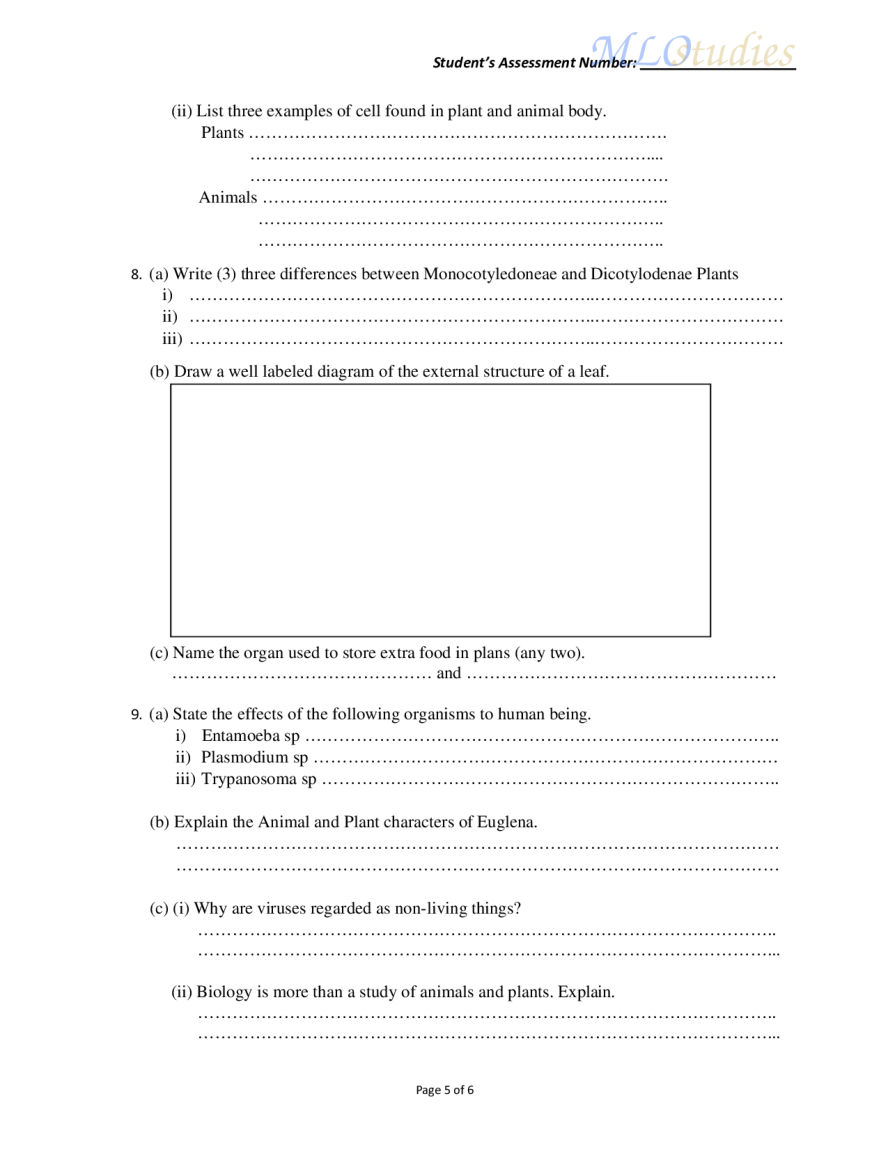 MLOstudies
Student's Assessment Number:____________________
(ii) List three examples of cell found in plant and animal body.
Plants ……………………………………………………………….
……………………………………………………………...
………………………………………………………………
Animals ……………………………………………………………..
……………………………………………………………..
……………………………………………………………..
8. (a) Write (3) three differences between Monocotyledoneae and Dicotylodenae Plants
i) ……………………………………………………………...……………………………
ii) ……………………………………………………………...……………………………
iii) ……………………………………………………………...……………………………
(b) Draw a well labeled diagram of the external structure of a leaf.
(c) Name the organ used to store extra food in plans (any two).
……………………………………… and ………………………………………………
9. (a) State the effects of the following organisms to human being.
i) Entamoeba sp ………………………………………………………………………..
ii) Plasmodium sp ………………………………………………………………………
iii) Trypanosoma sp ……………………………………………………………………..
(b) Explain the Animal and Plant characters of Euglena.
……………………………………………………………………………………………
……………………………………………………………………………………………
(c) (i) Why are viruses regarded as non-living things?
………………………………………………………………………………………..
………………………………………………………………………………………...
(ii) Biology is more than a study of animals and plants. Explain.
………………………………………………………………………………………..
………………………………………………………………………………………...
Page 5 of 6